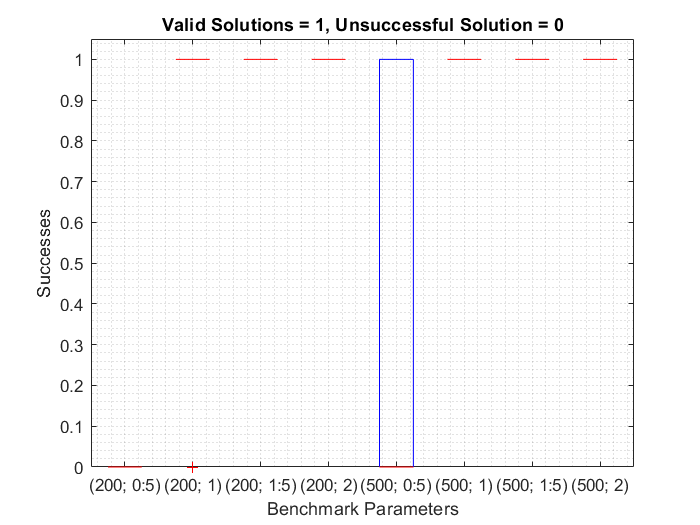 Valid Solutions = 1, Unsuccessful Solution = 0
1
0.9
0.8
0.7
0.6
0.5
0.4
0.3
0.2
0.1
0
Successes
(200; 0:5) (200; 1) (200; 1:5) (200; 2) (500; 0:5) (500; 1) (500; 1:5) (500; 2)
Benchmark Parameters